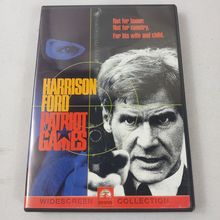 Not for honor.
Not for country.
For his wife and child.
HARRISON
FORD
PATRIOT
GAMES
WIDESCREEN COLLECTION